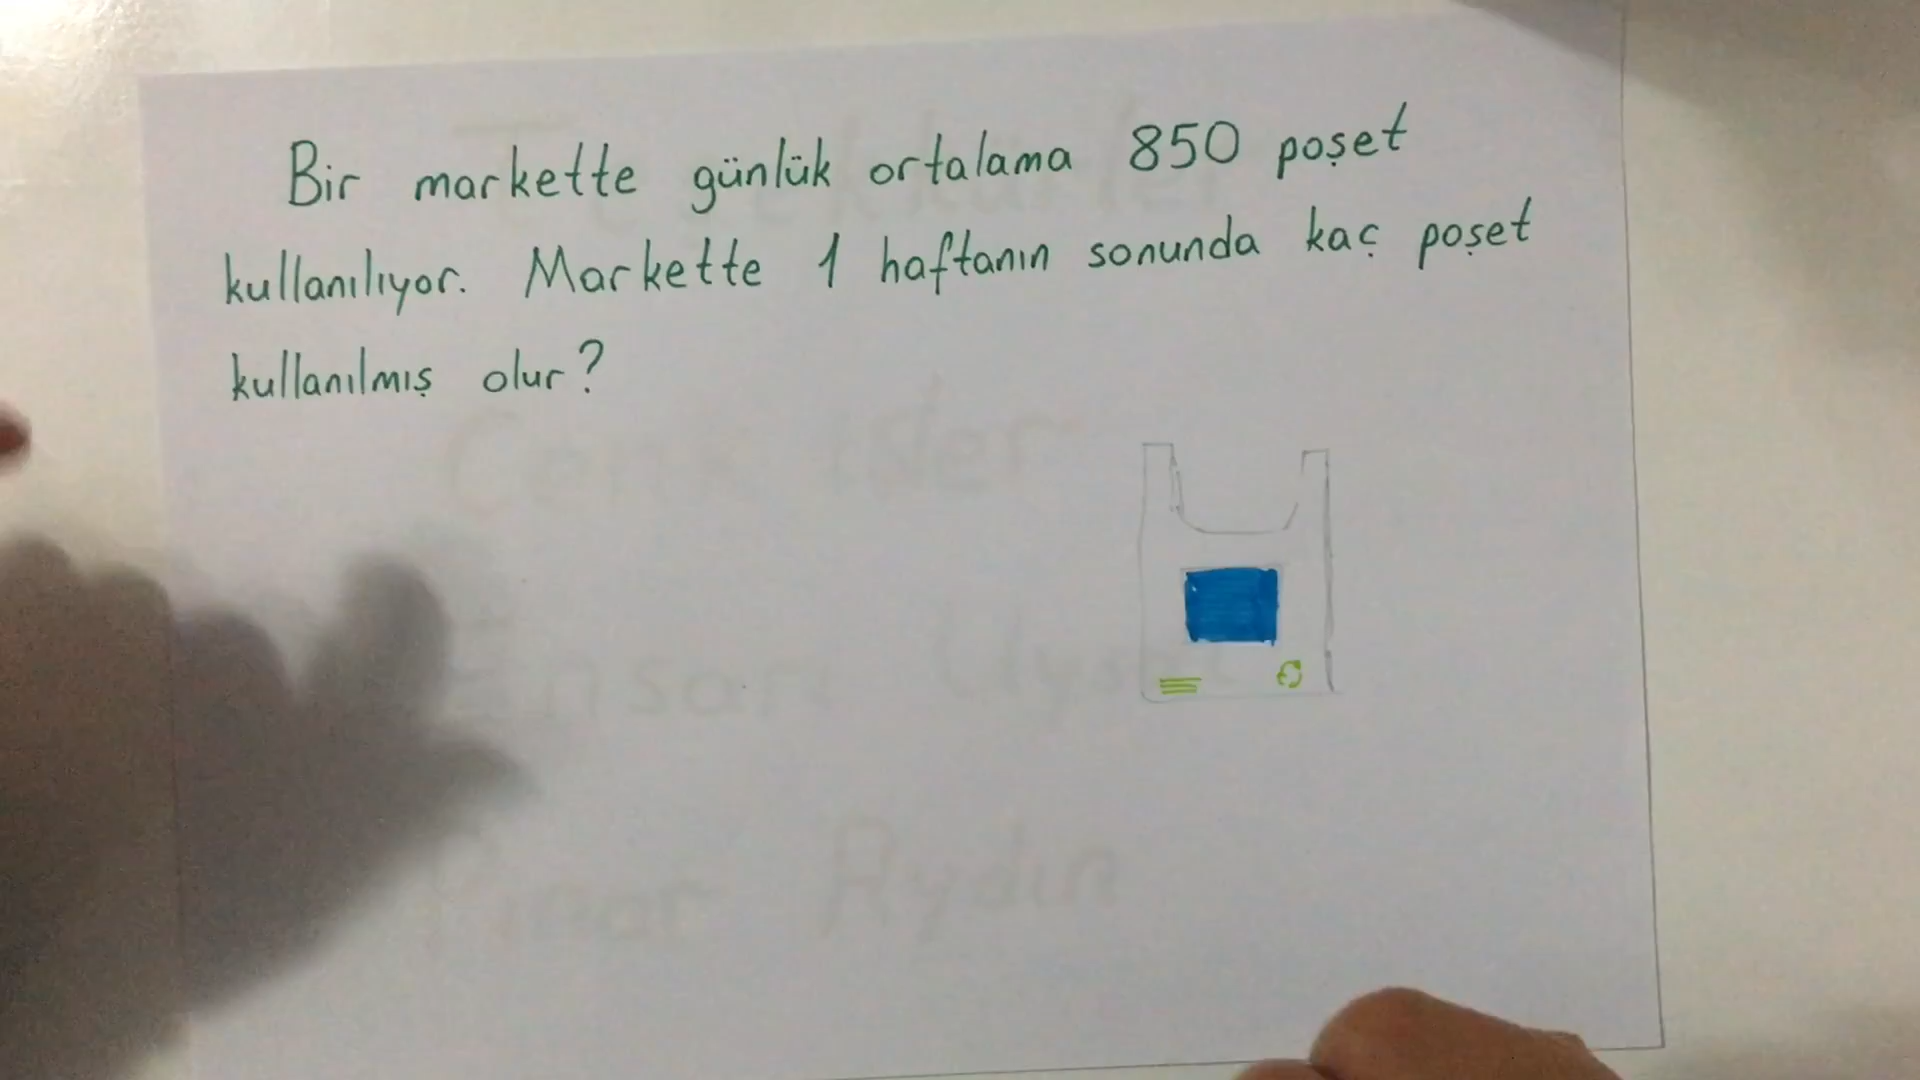 Bir markette günlük ortalama 850 poşet
kullanılıyor. Markette 1 haftanın sonunda kaç poşet
kullanılmış olur?